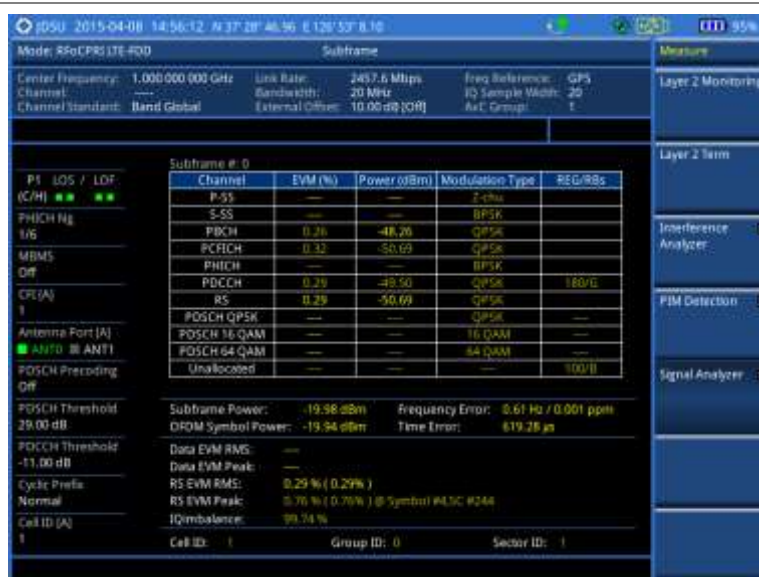 JDSU 2015-04-08 14:56:12 N 37° 28' 46.96 E 126° 53' 8.10 95%
Mode: RFoCPRI LTE-FDD Subframe Measure
Center Frequency: 1.000 000 000 GHz Link Rate: 2457.6 Mbps Freq Reference: GPS
Channel: ---- Bandwidth: 20 MHz IQ Sample Width: 20
Channel Standard: Band Global External Offset: 10.00 dB [Off] AxC Group: 1
Layer 2 Monitoring
Layer 2 Term
Interference Analyzer
PIM Detection
Signal Analyzer
P1 LOS / LOF
(C/H)
PHICH Ng
1/6
MBMS
Off
CFI [A]
1
Antenna Port [A]
ANT0 ANT1
PDSCH Precoding
Off
PDSCH Threshold
29.00 dB
PDCCH Threshold
-11.00 dB
Cyclic Prefix
Normal
Cell ID [A]
1
Subframe #: 0
Channel EVM (%) Power (dBm) Modulation Type REG/RBs
P-SS ---- ---- Z-chu
S-SS ---- ---- BPSK
PBCH 0.26 -48.26 QPSK
PCFICH 0.32 -50.69 QPSK
PHICH ---- ---- BPSK
PDCCH 0.29 -49.50 QPSK 180/G
RS 0.29 -50.69 QPSK
PDSCH QPSK ---- ---- QPSK ----
PDSCH 16 QAM ---- ---- 16 QAM ----
PDSCH 64 QAM ---- ---- 64 QAM ----
Unallocated ---- ---- ---- 100/B
Subframe Power: -19.98 dBm Frequency Error: 0.61 Hz / 0.001 ppm
OFDM Symbol Power: -19.94 dBm Time Error: 619.28 µs
Data EVM RMS: ----
Data EVM Peak: ----
RS EVM RMS: 0.29 % ( 0.29% )
RS EVM Peak: 0.76 % ( 0.76% ) @ Symbol #4,SC #244
IQimbalance: 99.74 %
Cell ID: 1 Group ID: 0 Sector ID: 1